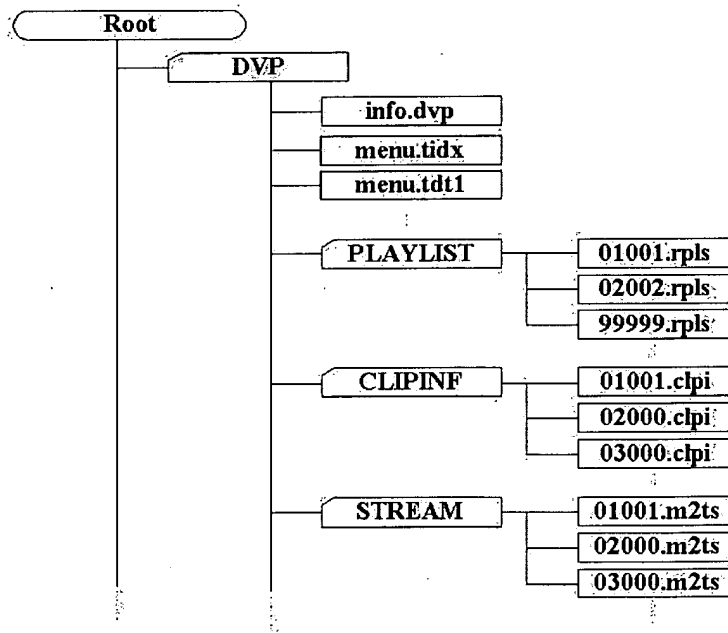 Root
DVP
info.dvp
menu.tidx
menu.tdt1
PLAYLIST
01001.rpls
02002.rpls
99999.rpls
CLIPINF
01001.clpi
02000.clpi
03000.clpi
STREAM
01001.m2ts
02000.m2ts
03000.m2ts